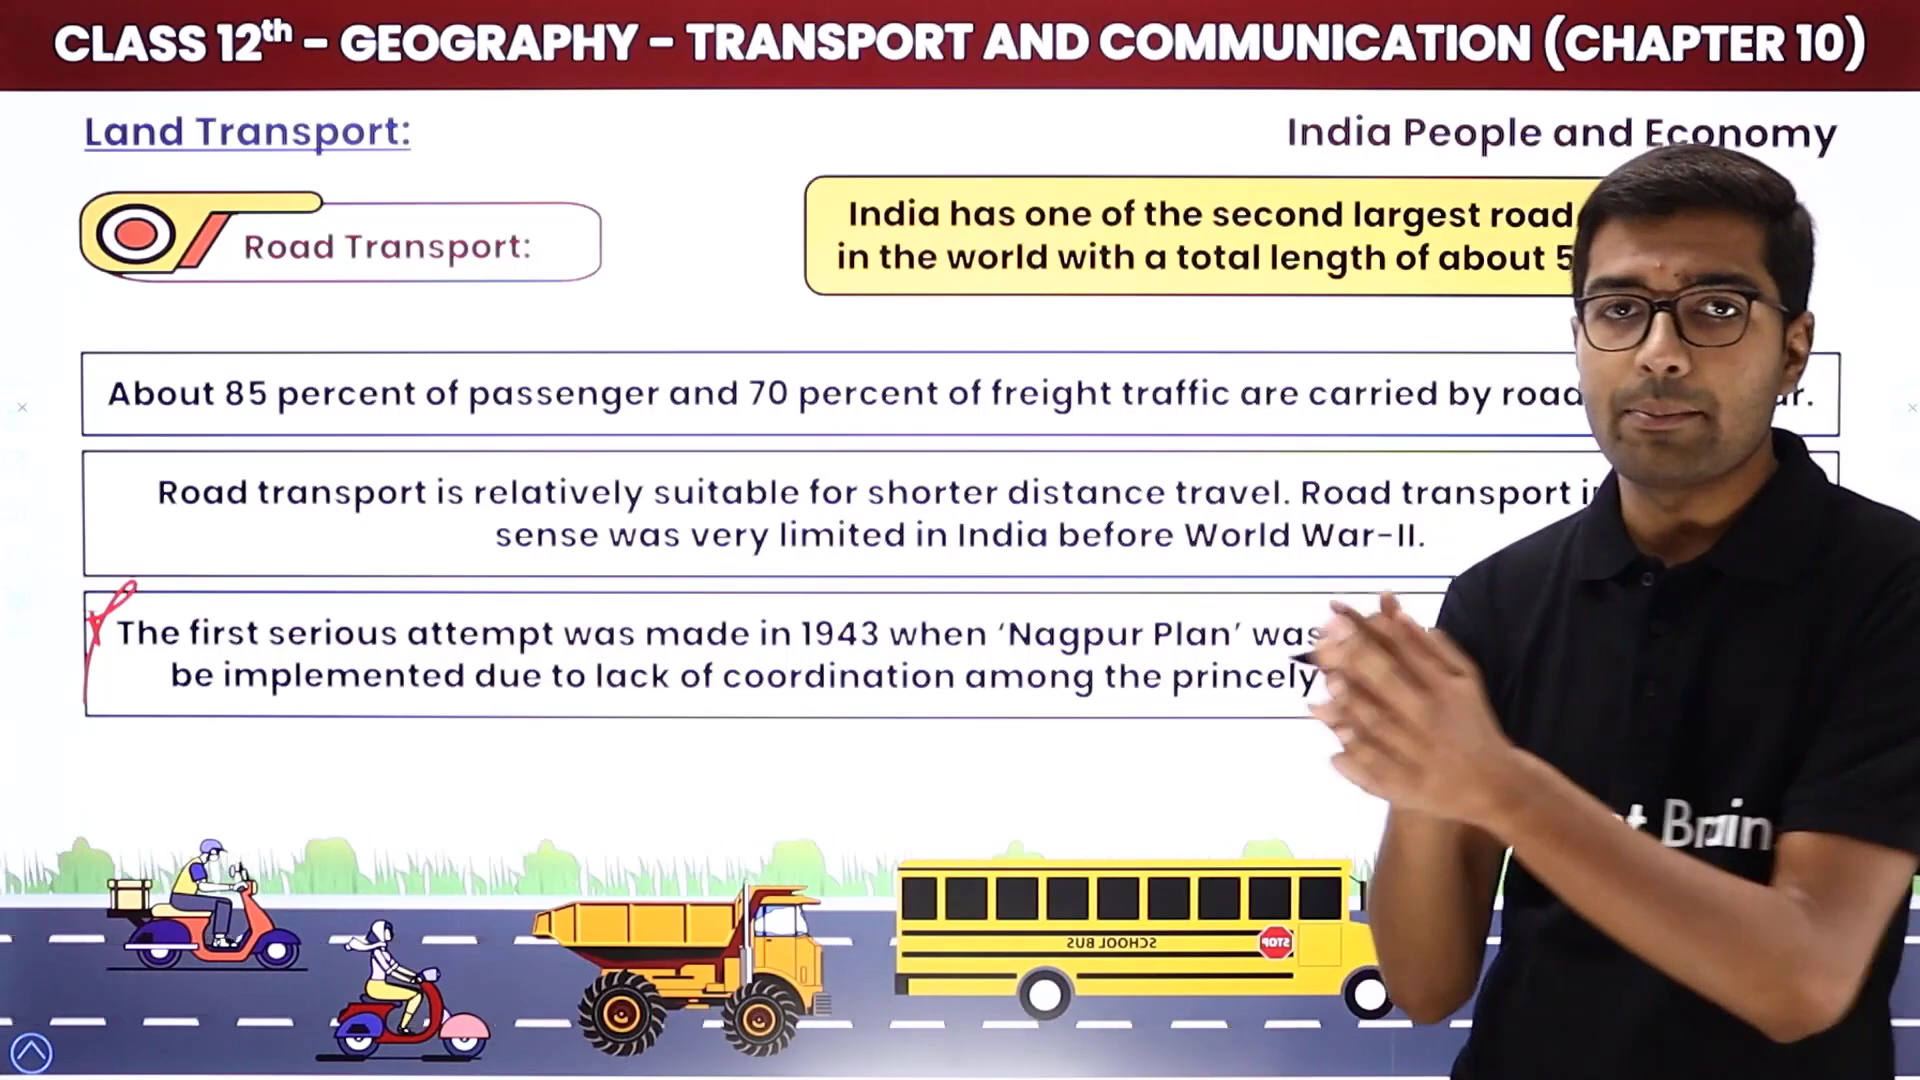 CLASS 12th - GEOGRAPHY - TRANSPORT AND COMMUNICATION (CHAPTER 10)
Land Transport:
India People and Economy
Road Transport:
India has one of the second largest road
in the world with a total length of about 5
About 85 percent of passenger and 70 percent of freight traffic are carried by road
Road transport is relatively suitable for shorter distance travel. Road transport
sense was very limited in India before World War-II.
The first serious attempt was made in 1943 when ‘Nagpur Plan’ was
be implemented due to lack of coordination among the princely
SCHOOL BUS
STOP
Brain